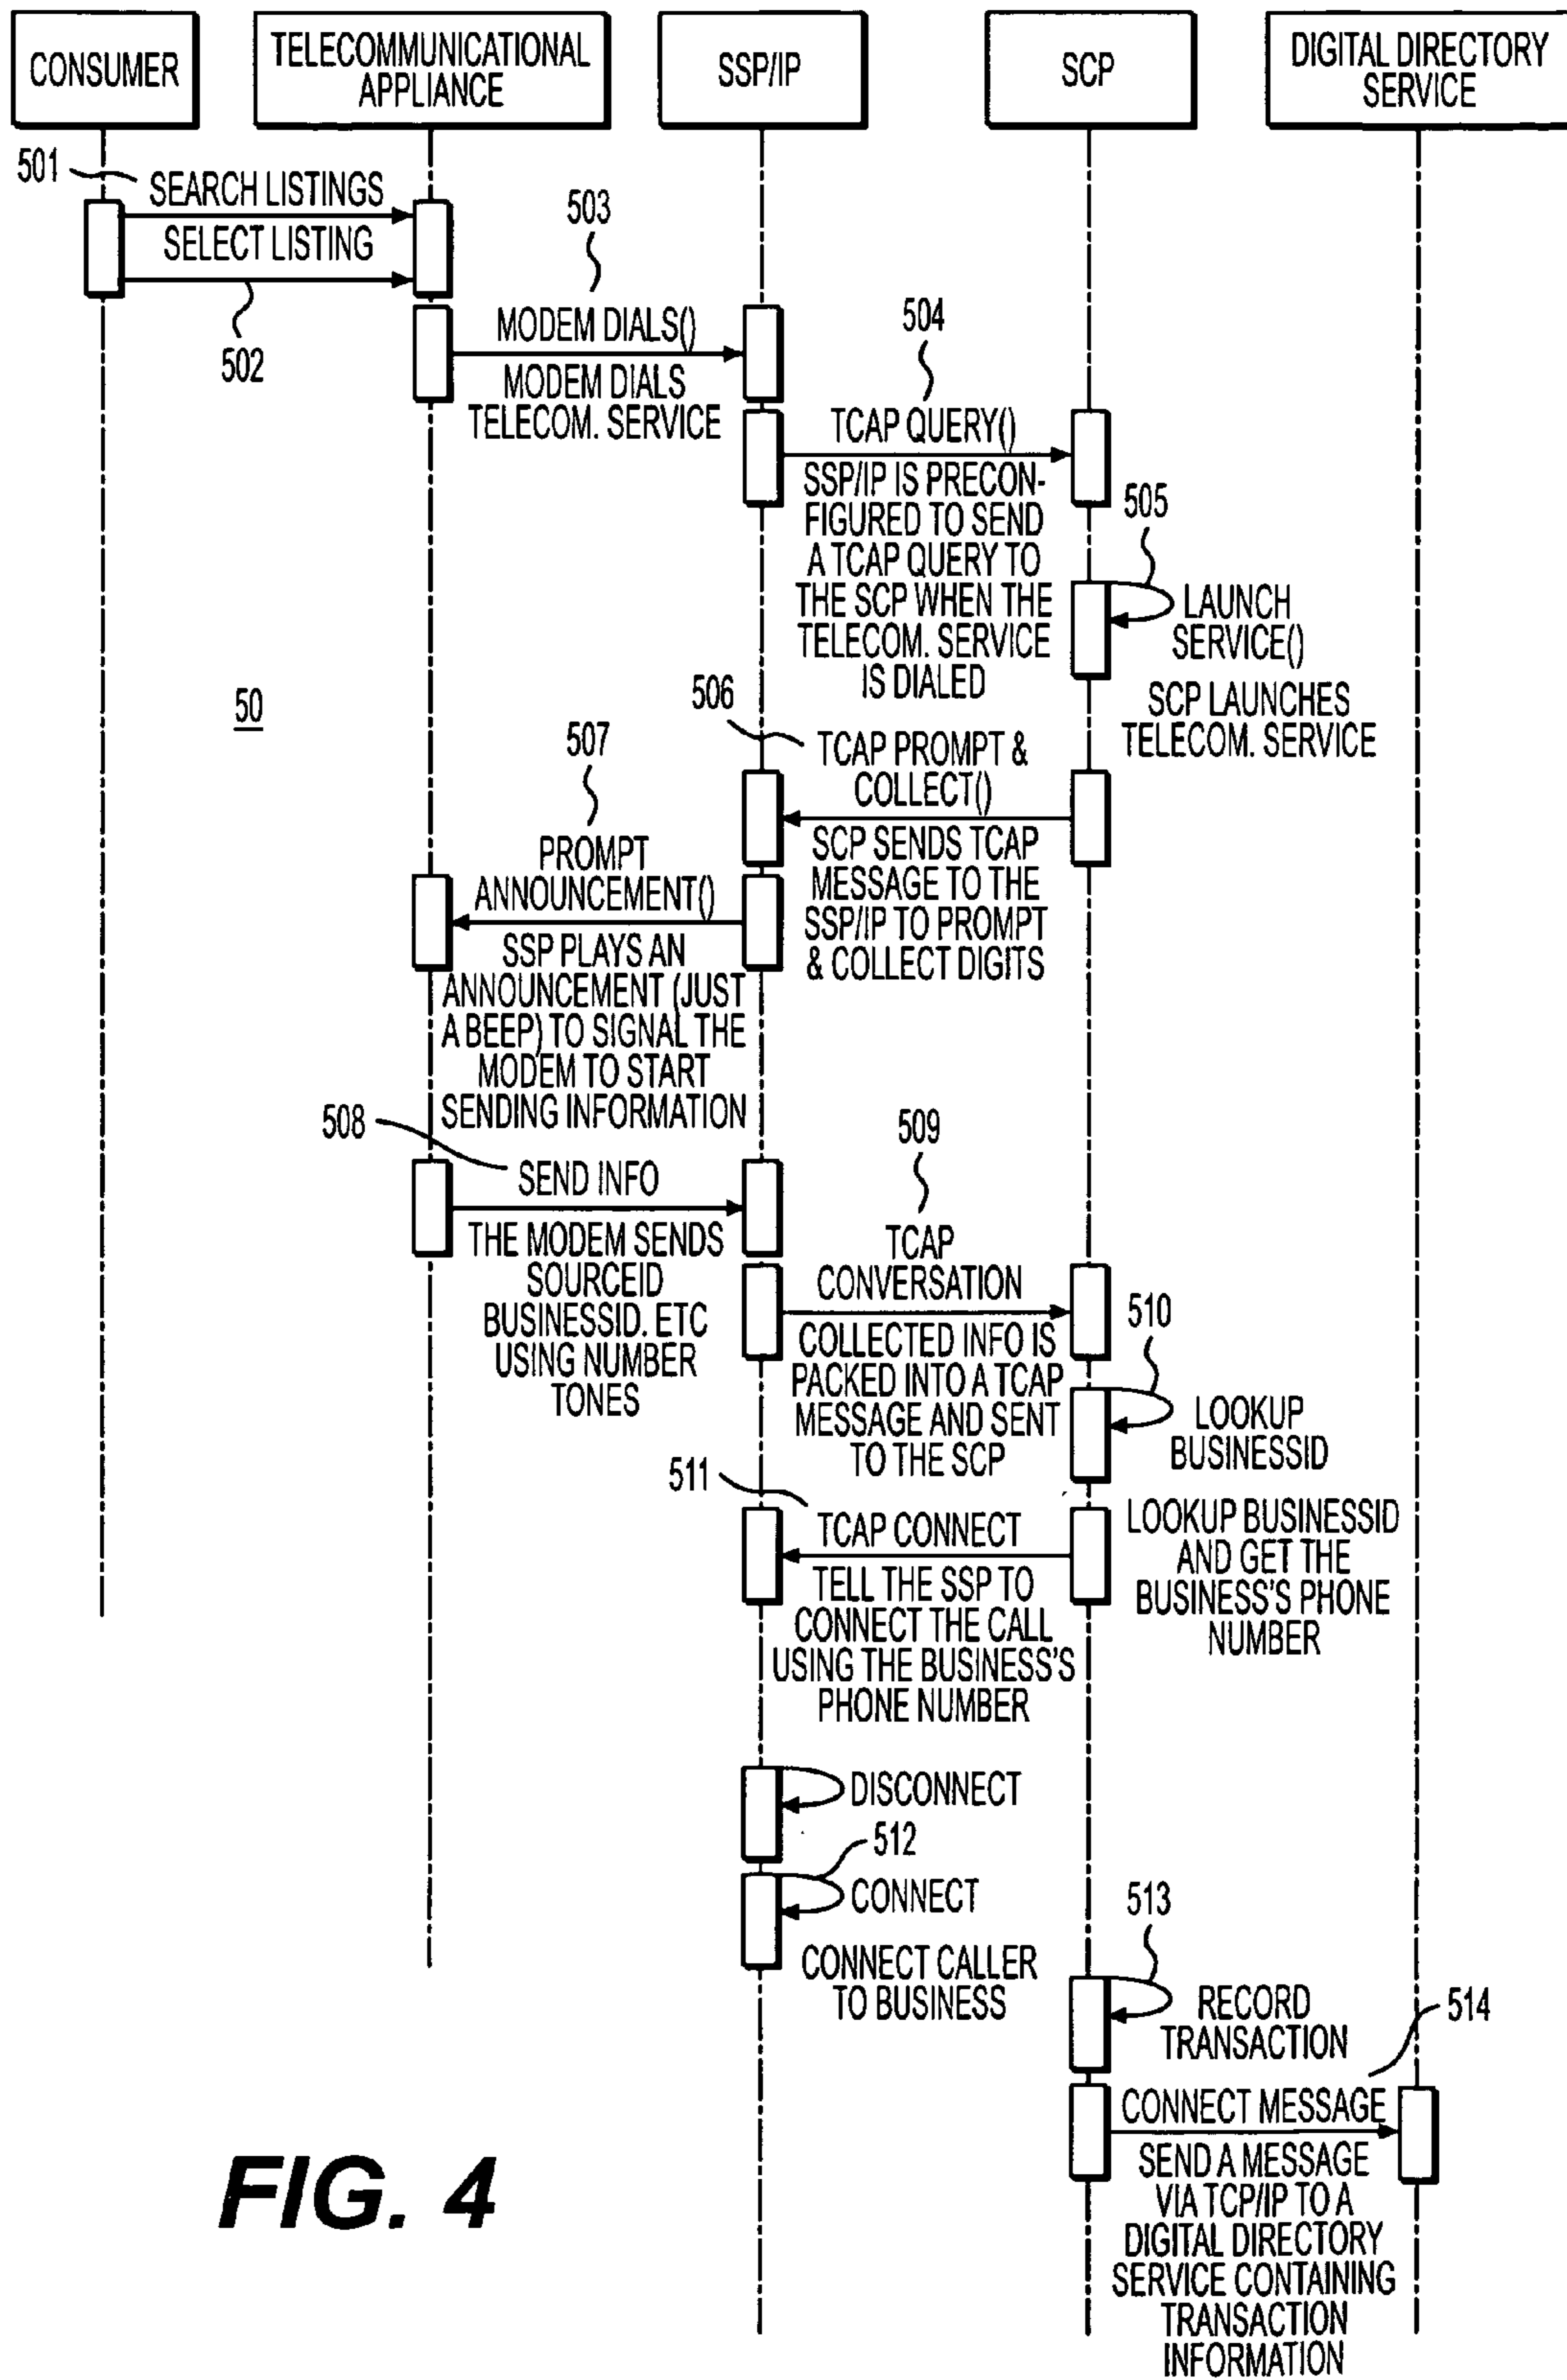 CONSUMER
TELECOMMUNICATIONAL
APPLIANCE
SSP/IP
SCP
DIGITAL DIRECTORY
SERVICE
501
SEARCH LISTINGS
SELECT LISTING
502
503
MODEM DIALS()
MODEM DIALS
TELECOM. SERVICE
504
TCAP QUERY()
SSP/IP IS PRECON-
FIGURED TO SEND
A TCAP QUERY TO
THE SCP WHEN THE
TELECOM. SERVICE
IS DIALED
505
LAUNCH
SERVICE()
SCP LAUNCHES
TELECOM. SERVICE
50
506
TCAP PROMPT &
COLLECT()
SCP SENDS TCAP
MESSAGE TO THE
SSP/IP TO PROMPT
& COLLECT DIGITS
507
PROMPT
ANNOUNCEMENT()
SSP PLAYS AN
ANNOUNCEMENT (JUST
A BEEP) TO SIGNAL THE
MODEM TO START
SENDING INFORMATION
508
SEND INFO
THE MODEM SENDS
SOURCEID
BUSINESSID. ETC
USING NUMBER
TONES
509
TCAP
CONVERSATION
COLLECTED INFO IS
PACKED INTO A TCAP
MESSAGE AND SENT
TO THE SCP
510
LOOKUP
BUSINESSID
LOOKUP BUSINESSID
AND GET THE
BUSINESS'S PHONE
NUMBER
511
TCAP CONNECT
TELL THE SSP TO
CONNECT THE CALL
USING THE BUSINESS'S
PHONE NUMBER
DISCONNECT
512
CONNECT
CONNECT CALLER
TO BUSINESS
513
RECORD
TRANSACTION
514
CONNECT MESSAGE
SEND A MESSAGE
VIA TCP/IP TO A
DIGITAL DIRECTORY
SERVICE CONTAINING
TRANSACTION
INFORMATION
FIG. 4